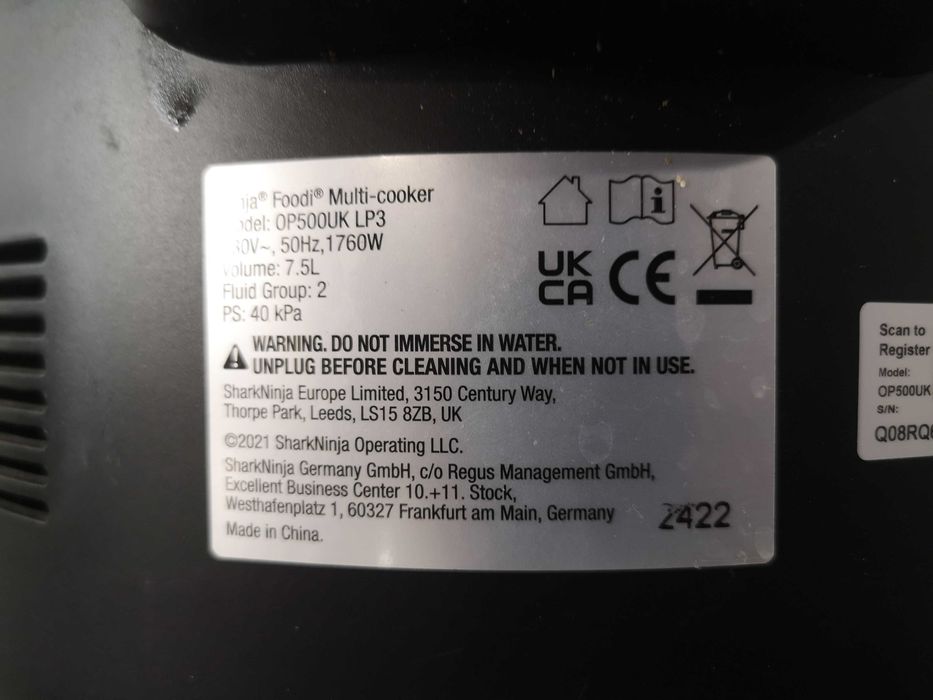 Foodi® Multi-cooker
OP500UK LP3
50Hz,1760W
Volume: 7.5L
Fluid Group: 2
PS: 40 kPa
UK
CA CE
WARNING. DO NOT IMMERSE IN WATER.
UNPLUG BEFORE CLEANING AND WHEN NOT IN USE.
SharkNinja Europe Limited, 3150 Century Way,
Thorpe Park, Leeds, LS15 8ZB, UK
©2021 SharkNinja Operating LLC.
SharkNinja Germany GmbH, c/o Regus Management GmbH,
Excellent Business Center 10.+11. Stock,
Westhafenplatz 1, 60327 Frankfurt am Main, Germany
Made in China.
2422
Scan to
Register
Model:
OP500UK
S/N: